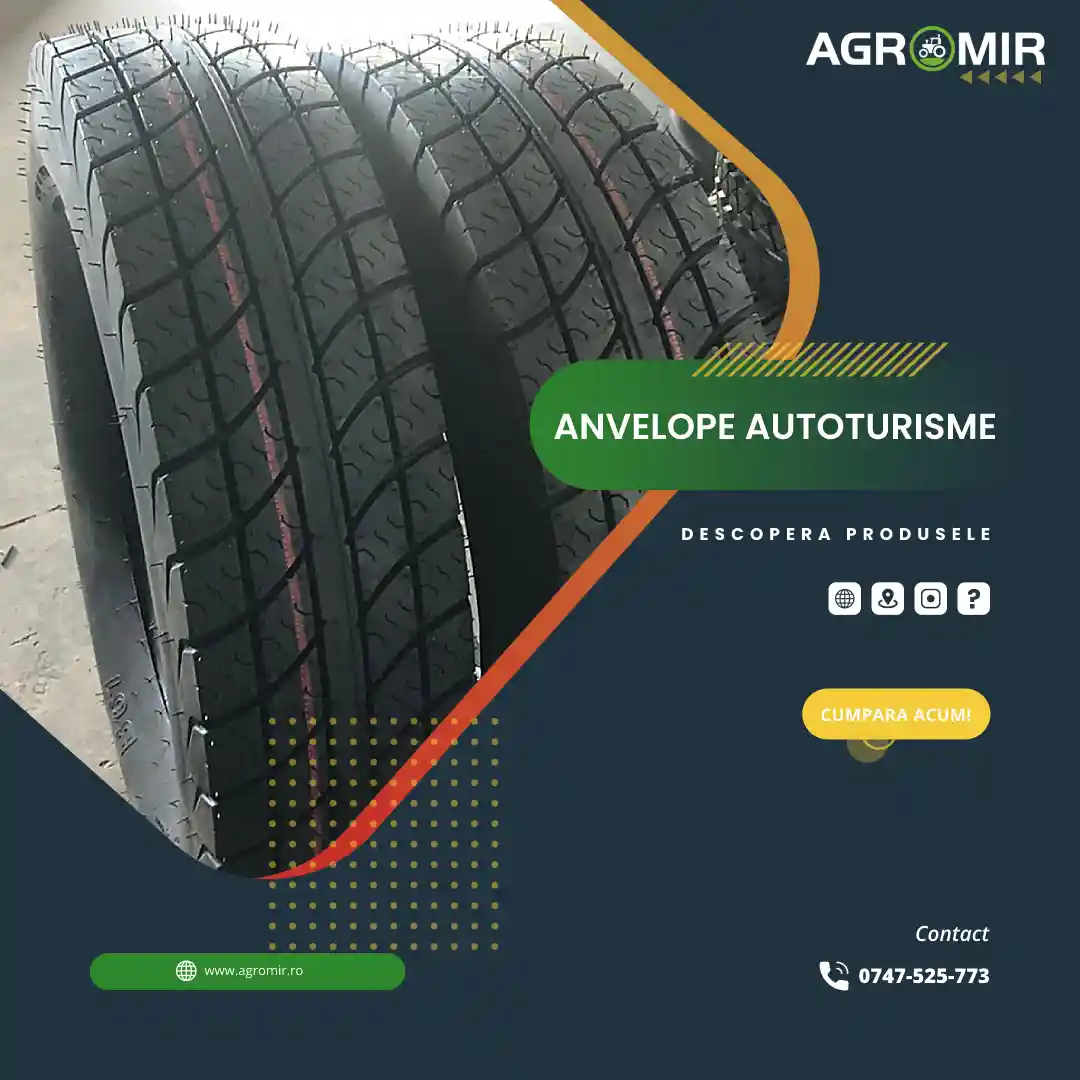 AGROMIR
ANVELOPE AUTOTURISME
DESCOPERA PRODUSELE
?
CUMPARA ACUM!
Contact
0747-525-773
www.agromir.ro